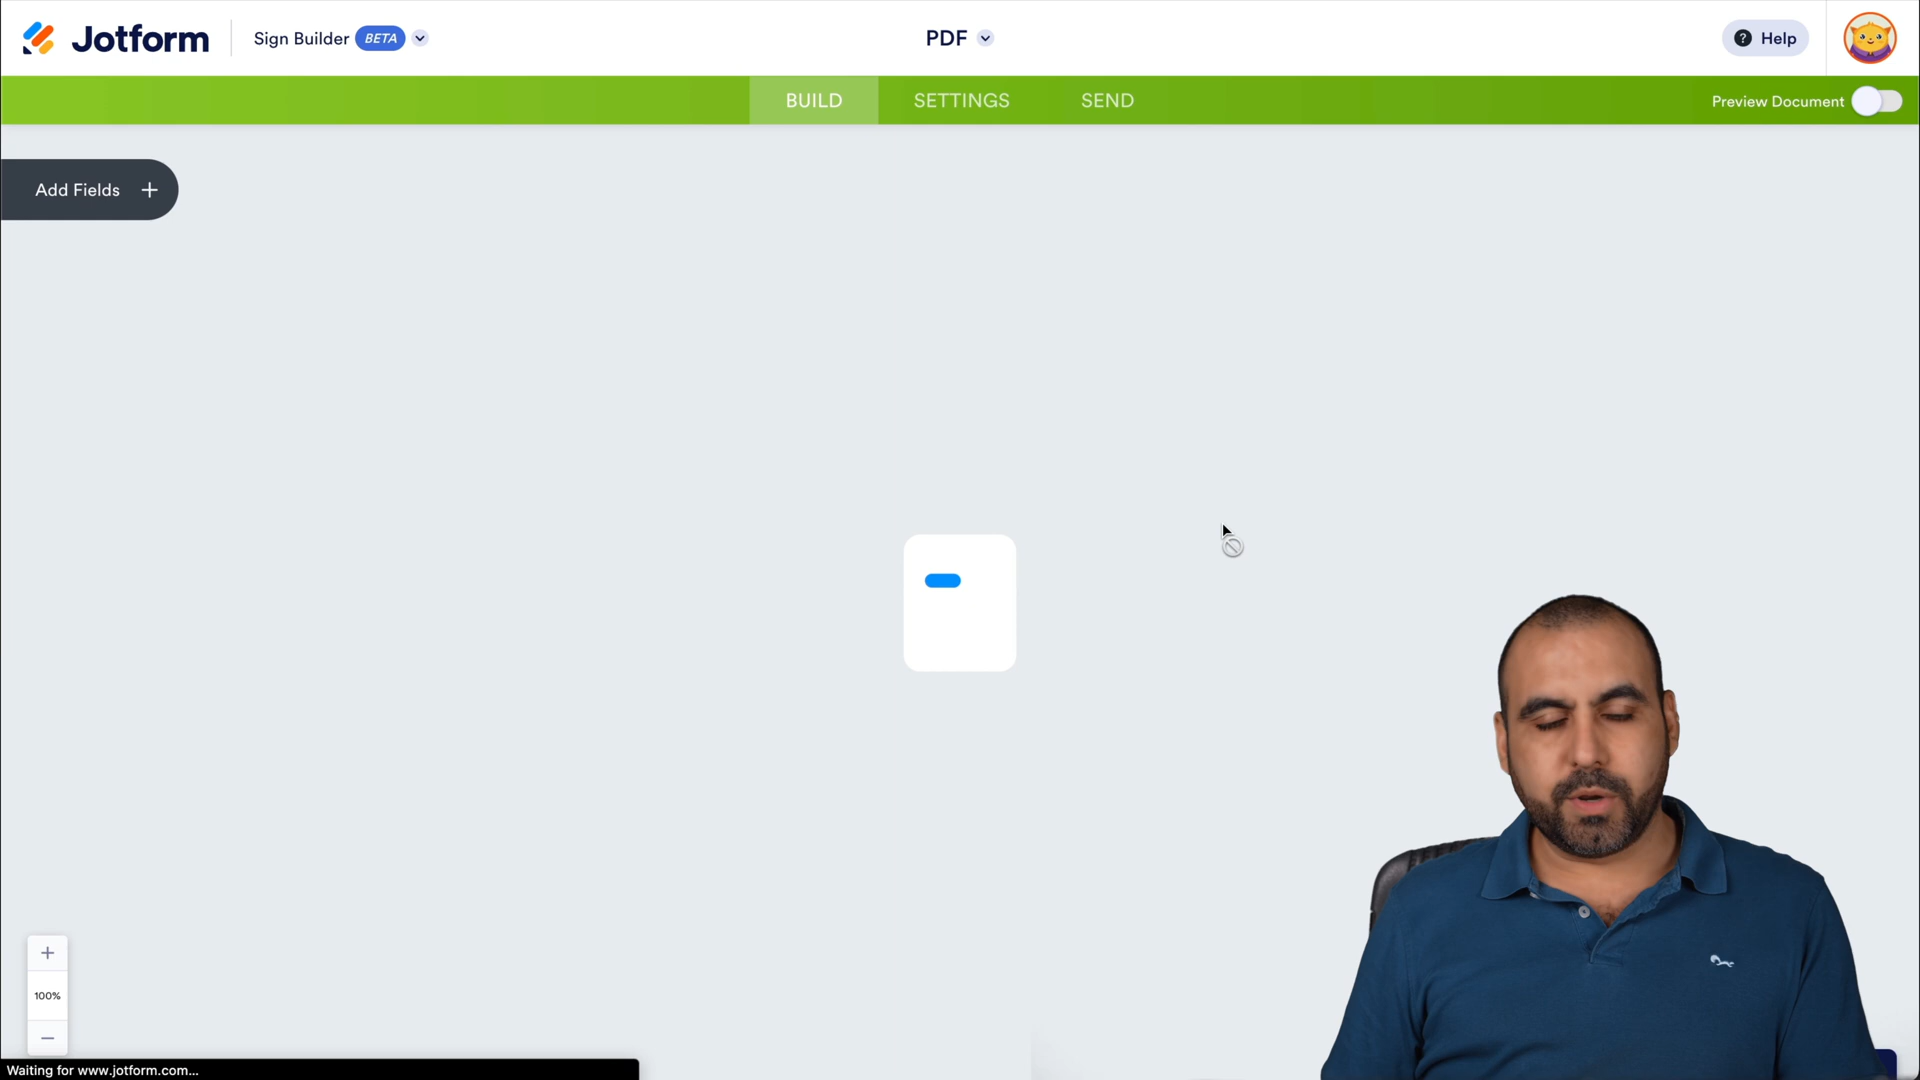 Jotform
Sign Builder BETA
PDF
Help
BUILD
SETTINGS
SEND
Preview Document
Add Fields +
+
100%
−
Waiting for www.jotform.com...